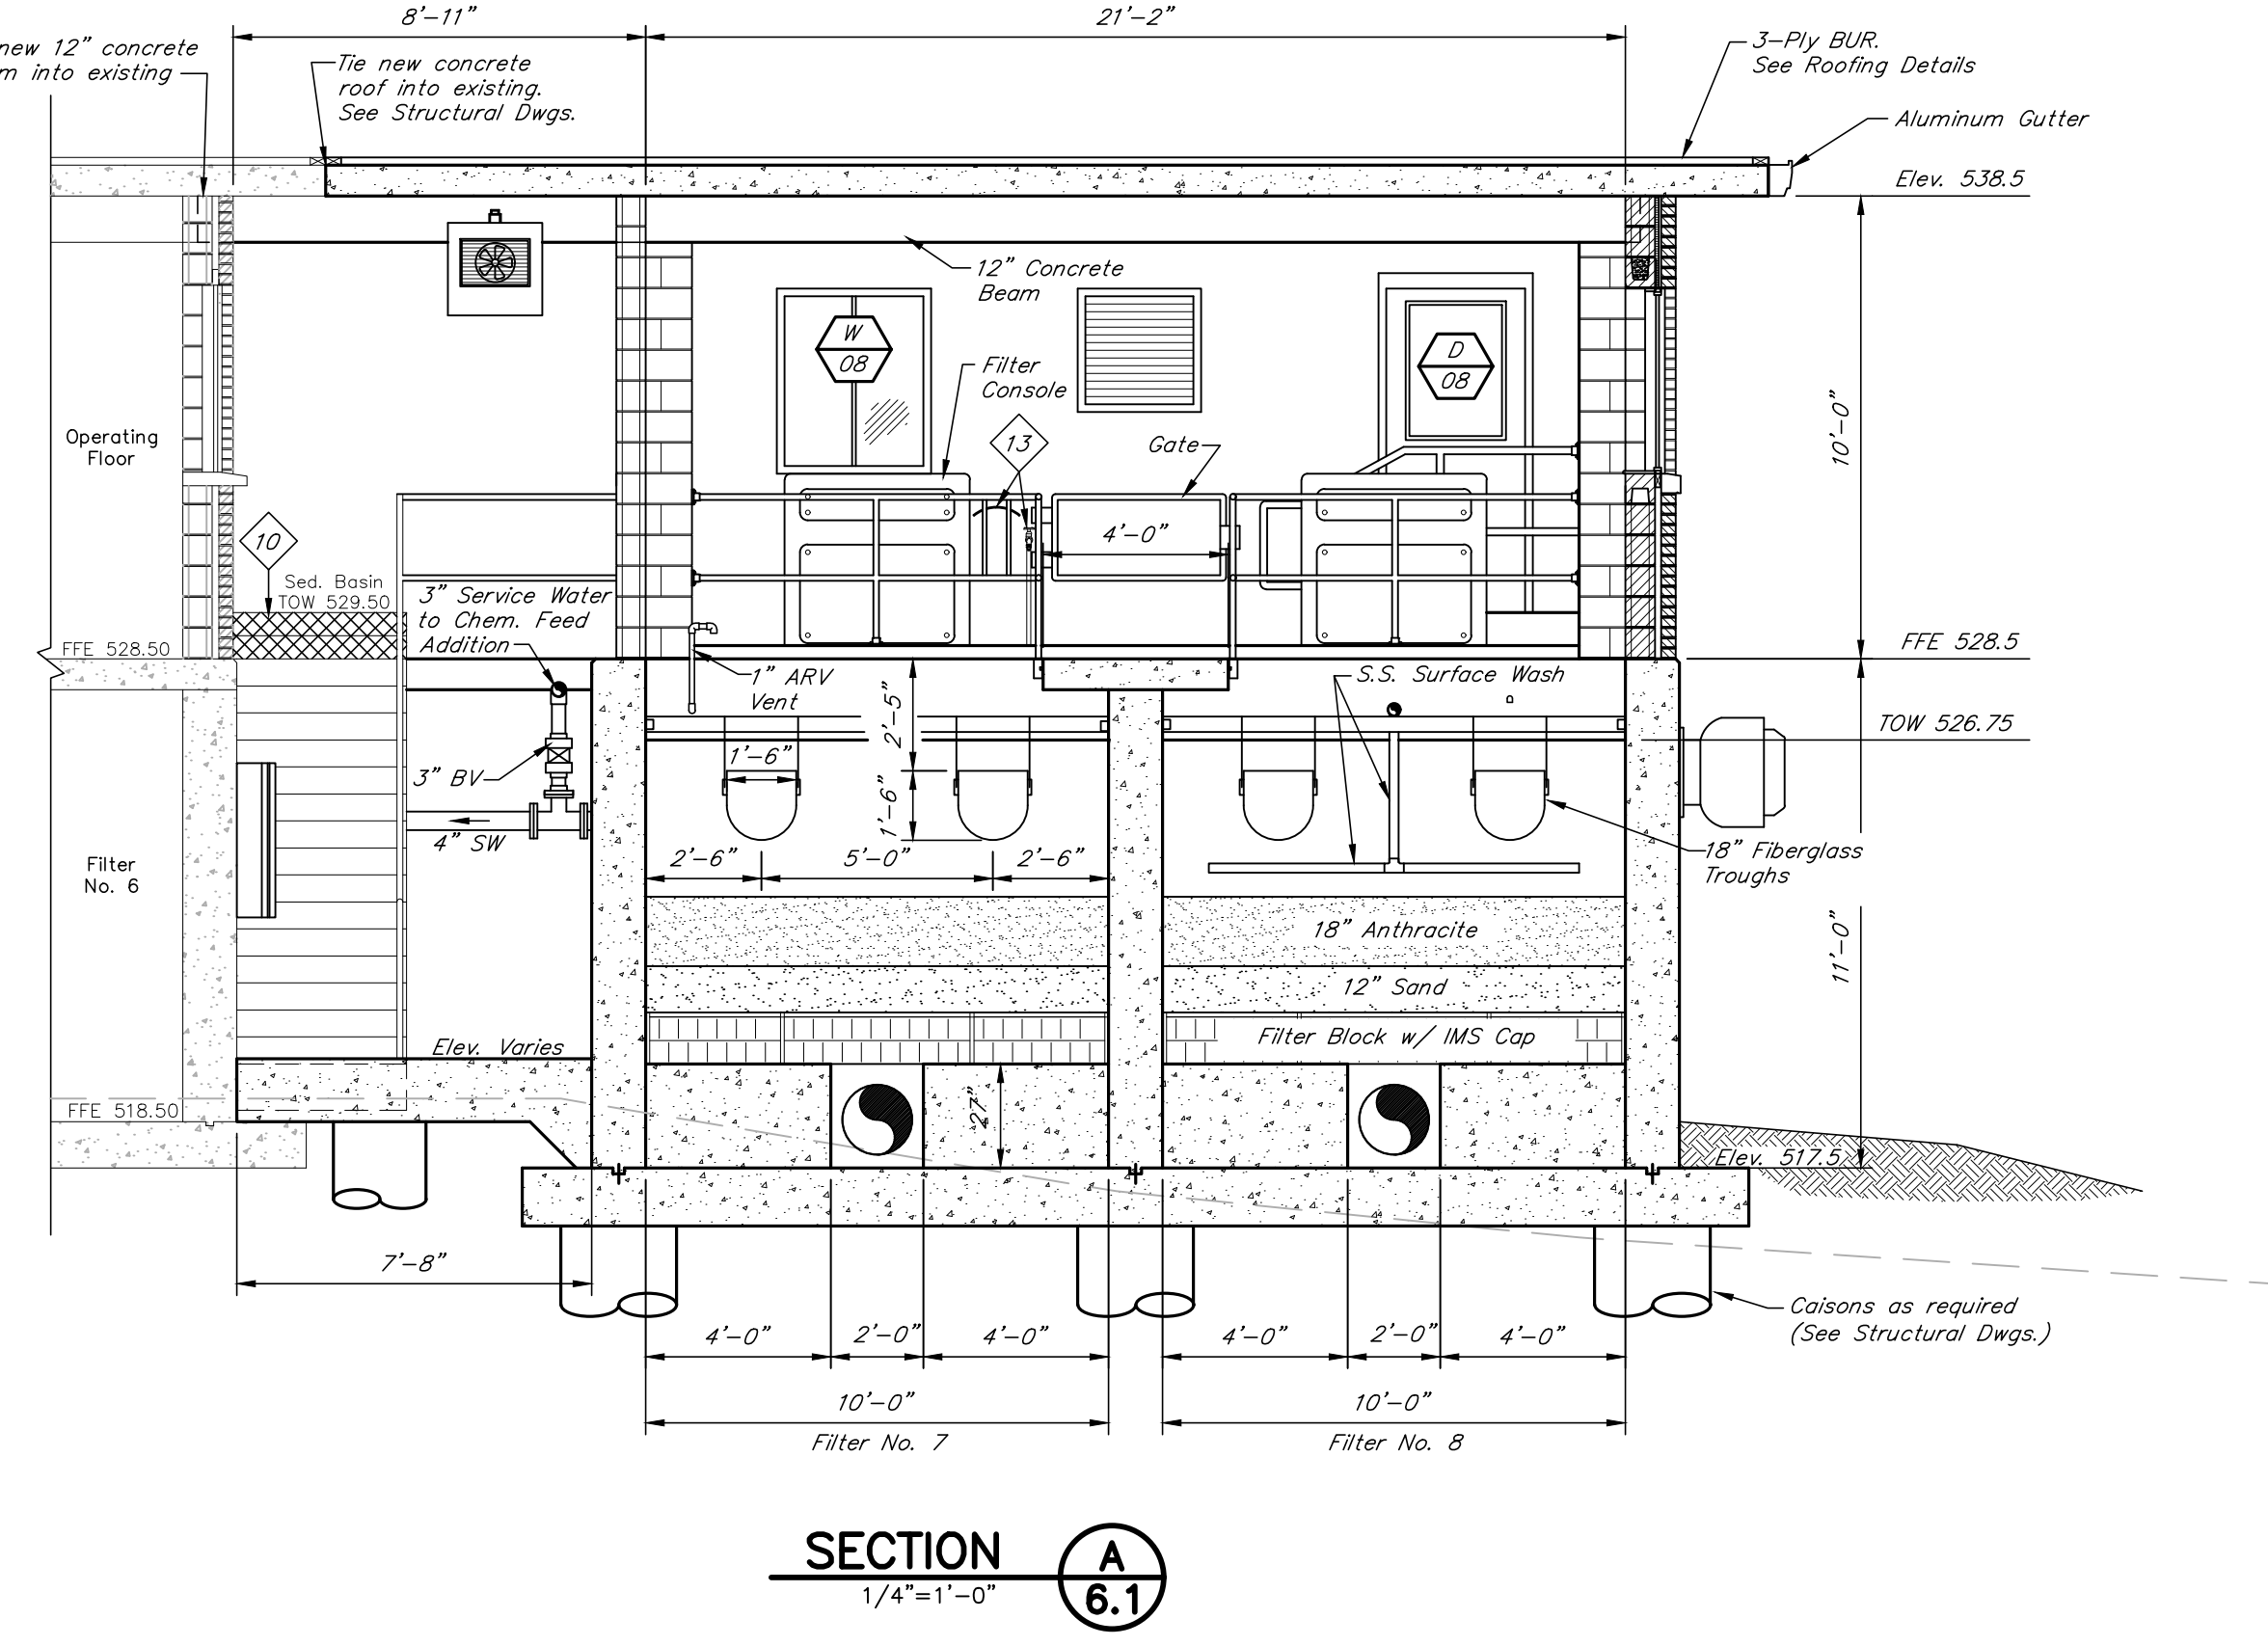 8'-11"
21'-2"
new 12" concrete
m into existing
Tie new concrete
roof into existing.
See Structural Dwgs.
3-Ply BUR.
See Roofing Details
Aluminum Gutter
Elev. 538.5
12" Concrete
Beam
W
08
D
08
Filter
Console
13
Gate
4'-0"
10'-0"
Operating
Floor
10
Sed. Basin
TOW 529.50
3" Service Water
to Chem. Feed
Addition
FFE 528.50
FFE 528.5
1" ARV
Vent
2'-5"
S.S. Surface Wash
TOW 526.75
3" BV
1'-6"
1'-6"
4" SW
2'-6"
5'-0"
2'-6"
18" Fiberglass
Troughs
Filter
No. 6
18" Anthracite
11'-0"
12" Sand
Filter Block w/ IMS Cap
Elev. Varies
FFE 518.50
27"
Elev. 517.5
7'-8"
Caisons as required
(See Structural Dwgs.)
4'-0"
2'-0"
4'-0"
4'-0"
2'-0"
4'-0"
10'-0"
10'-0"
Filter No. 7
Filter No. 8
SECTION
1/4"=1'-0"
A
6.1